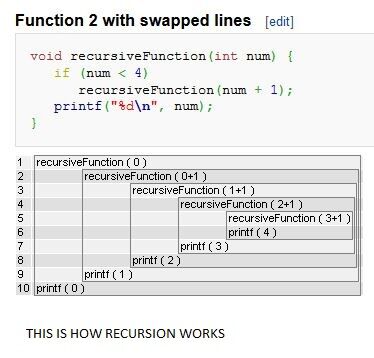 Function 2 with swapped lines [edit]
void recursiveFunction(int num) {
if (num < 4)
recursiveFunction(num + 1);
printf("%d\n", num);
}
1 recursiveFunction ( 0 )
2 recursiveFunction ( 0+1 )
3 recursiveFunction ( 1+1 )
4 recursiveFunction ( 2+1 )
5 recursiveFunction ( 3+1 )
6 printf ( 4 )
7 printf ( 3 )
8 printf ( 2 )
9 printf ( 1 )
10 printf ( 0 )
THIS IS HOW RECURSION WORKS